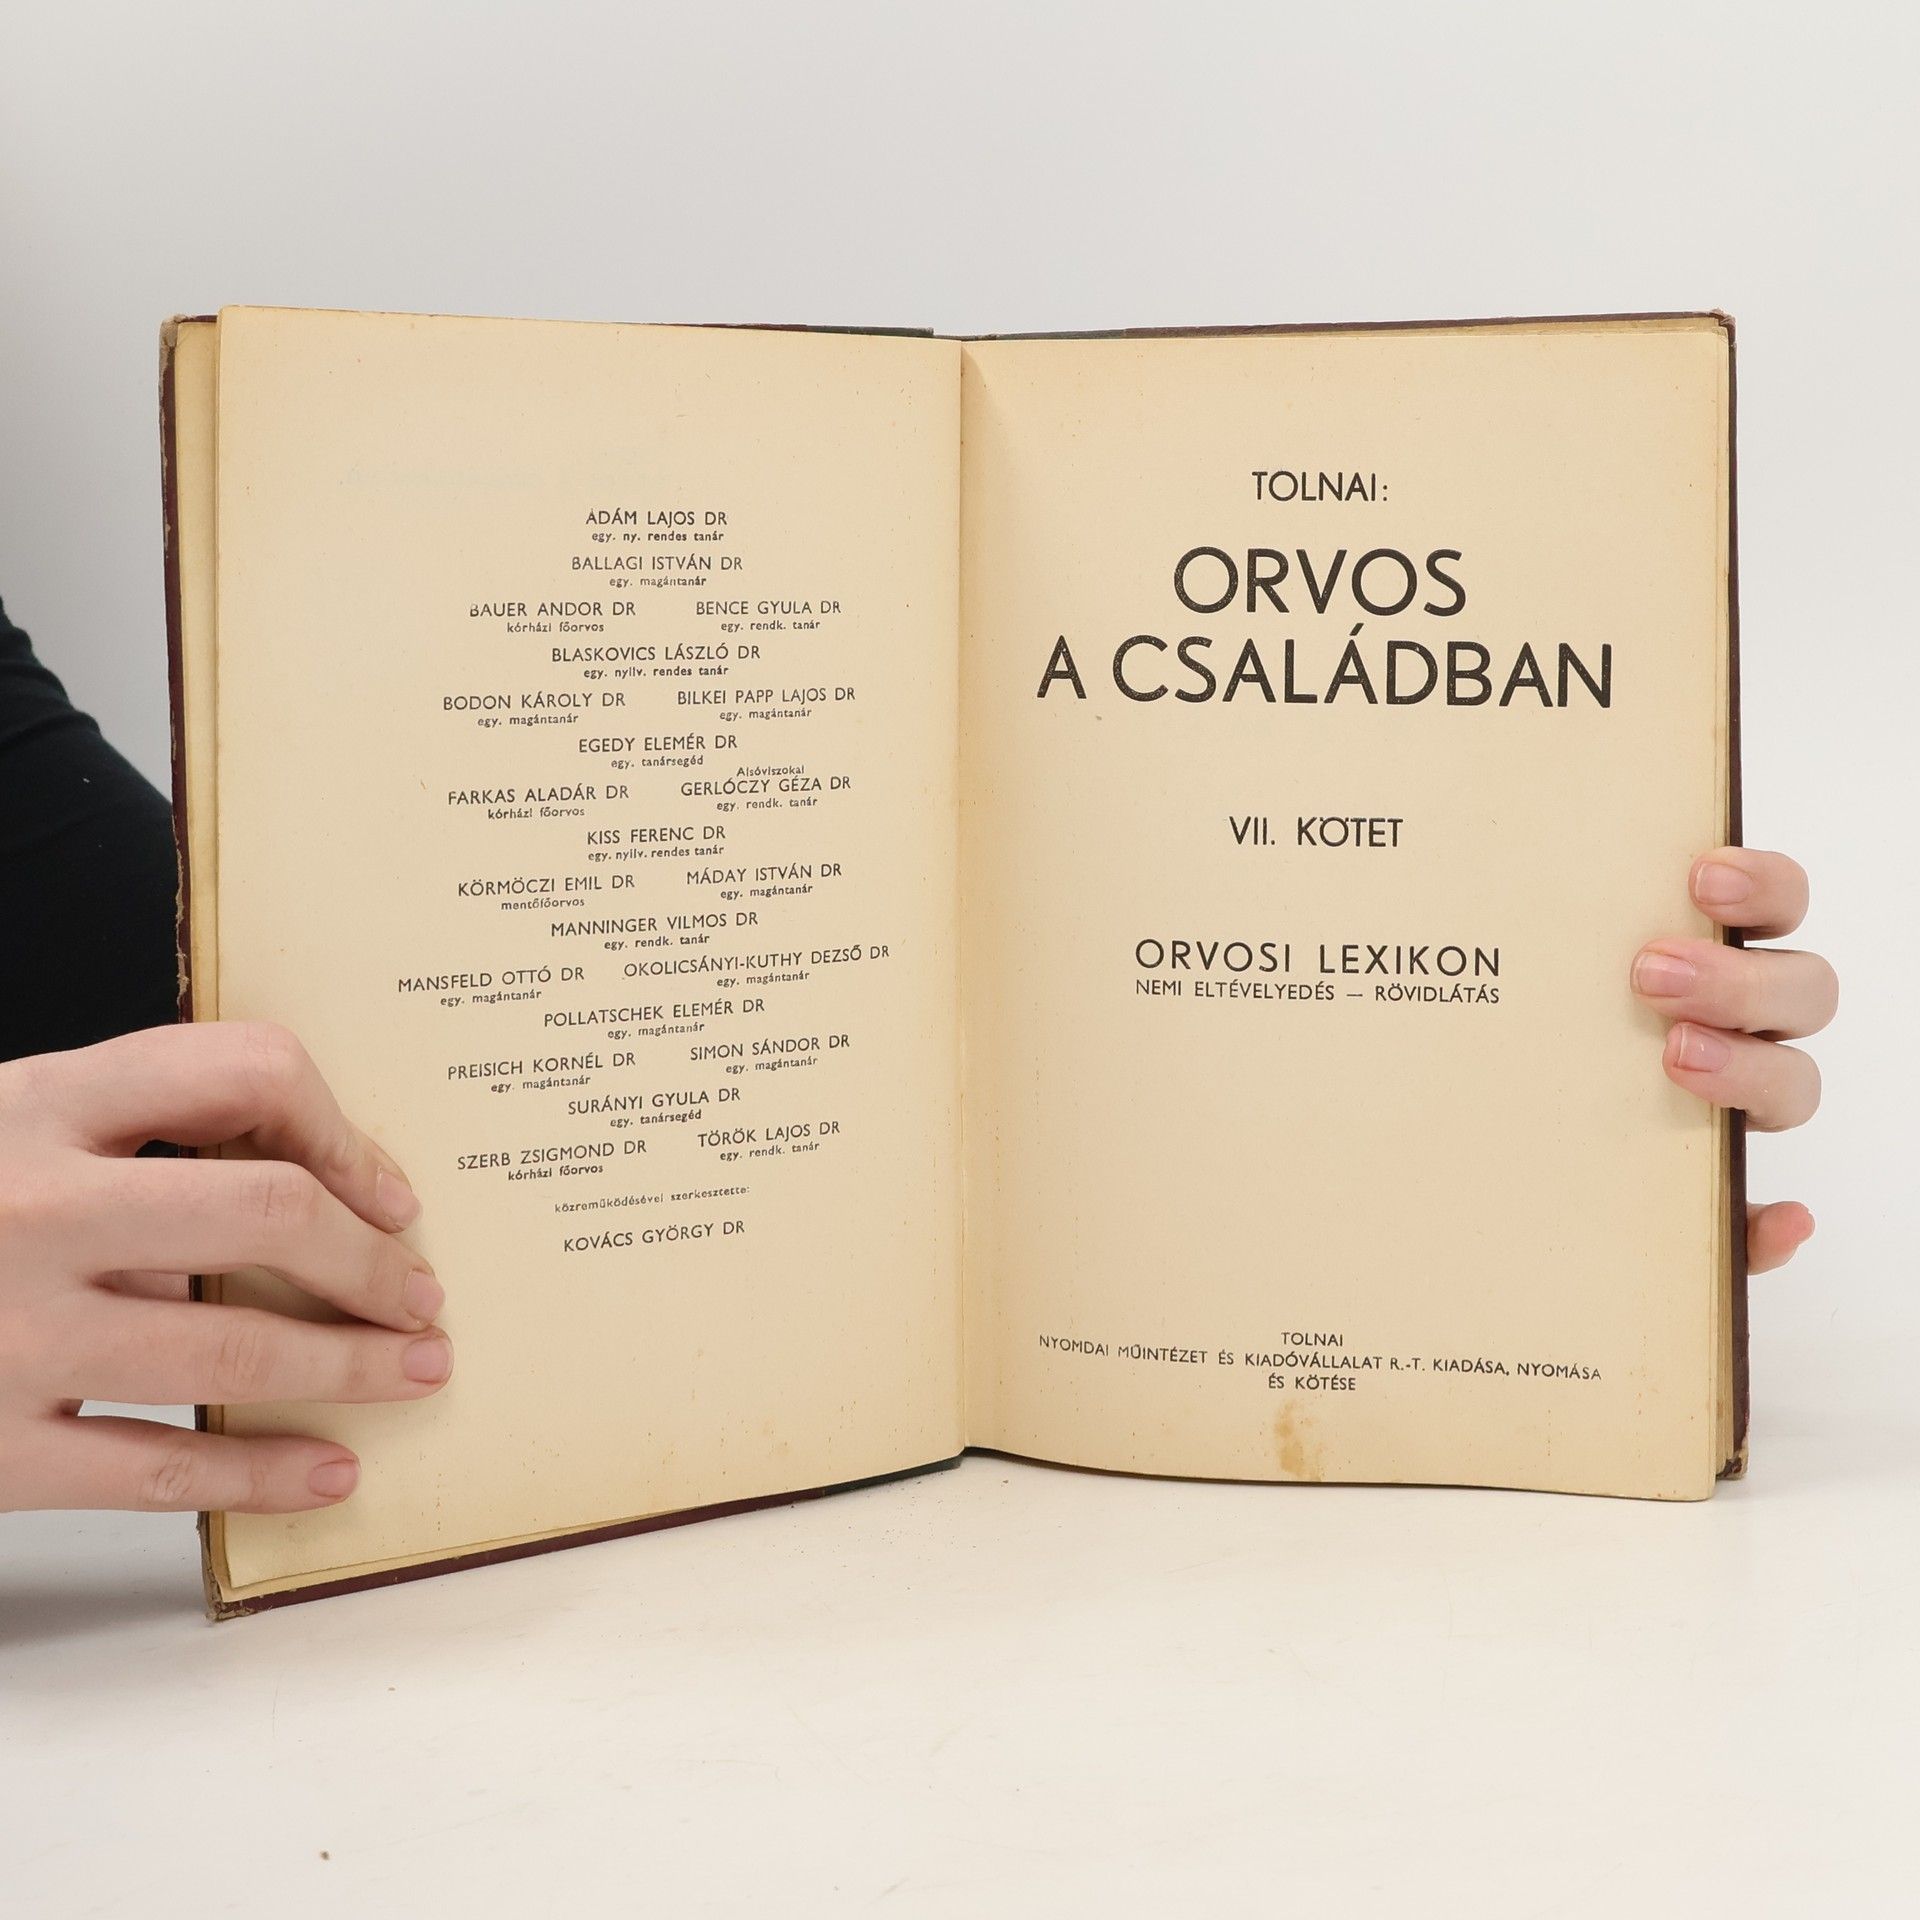 ÁDÁM LAJOS DR
egy. ny. rendes tanár
BALLAGI ISTVÁN DR
egy. magántanár
BAUER ANDOR DR BENCE GYULA DR
kórházi főorvos egy. rendk. tanár
BLASKOVICS LÁSZLÓ DR
egy. nyilv. rendes tanár
BODON KÁROLY DR BILKEI PAPP LAJOS DR
egy. magántanár egy. magántanár
EGEDY ELEMÉR DR
egy. tanársegéd
Alsóviszokai
FARKAS ALADÁR DR GERLÓCZY GÉZA DR
kórházi főorvos egy. rendk. tanár
KISS FERENC DR
egy. nyilv. rendes tanár
KÖRMÖCZI EMIL DR MÁDAY ISTVÁN DR
mentőfőorvos egy. magántanár
MANNINGER VILMOS DR
egy. rendk. tanár
MANSFELD OTTÓ DR OKOLICSÁNYI-KUTHY DEZSŐ DR
egy. magántanár egy. magántanár
POLLATSCHEK ELEMÉR DR
egy. magántanár
PREISICH KORNÉL DR SIMON SÁNDOR DR
egy. magántanár egy. magántanár
SURÁNYI GYULA DR
egy. tanársegéd
SZERB ZSIGMOND DR TÖRÖK LAJOS DR
kórházi főorvos egy. rendk. tanár
közreműködésével szerkesztette:
KOVÁCS GYÖRGY DR
TOLNAI:
ORVOS
A CSALÁDBAN
VII. KÖTET
ORVOSI LEXIKON
NEMI ELTÉVELYEDÉS — RÖVIDLÁTÁS
TOLNAI
NYOMDAI MŰINTÉZET ÉS KIADÓVÁLLALAT R.-T. KIADÁSA, NYOMÁSA
ÉS KÖTÉSE